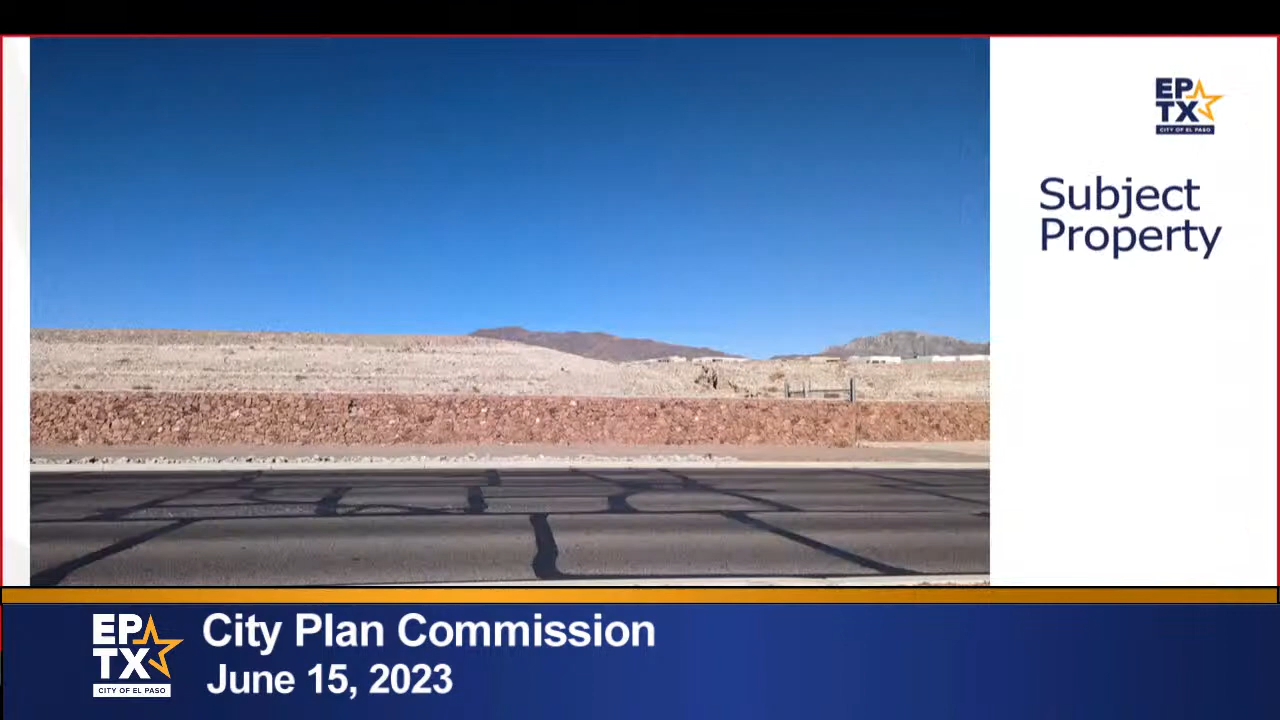 EP
TX
CITY OF EL PASO
Subject
Property
EP
TX
CITY OF EL PASO
City Plan Commission
June 15, 2023